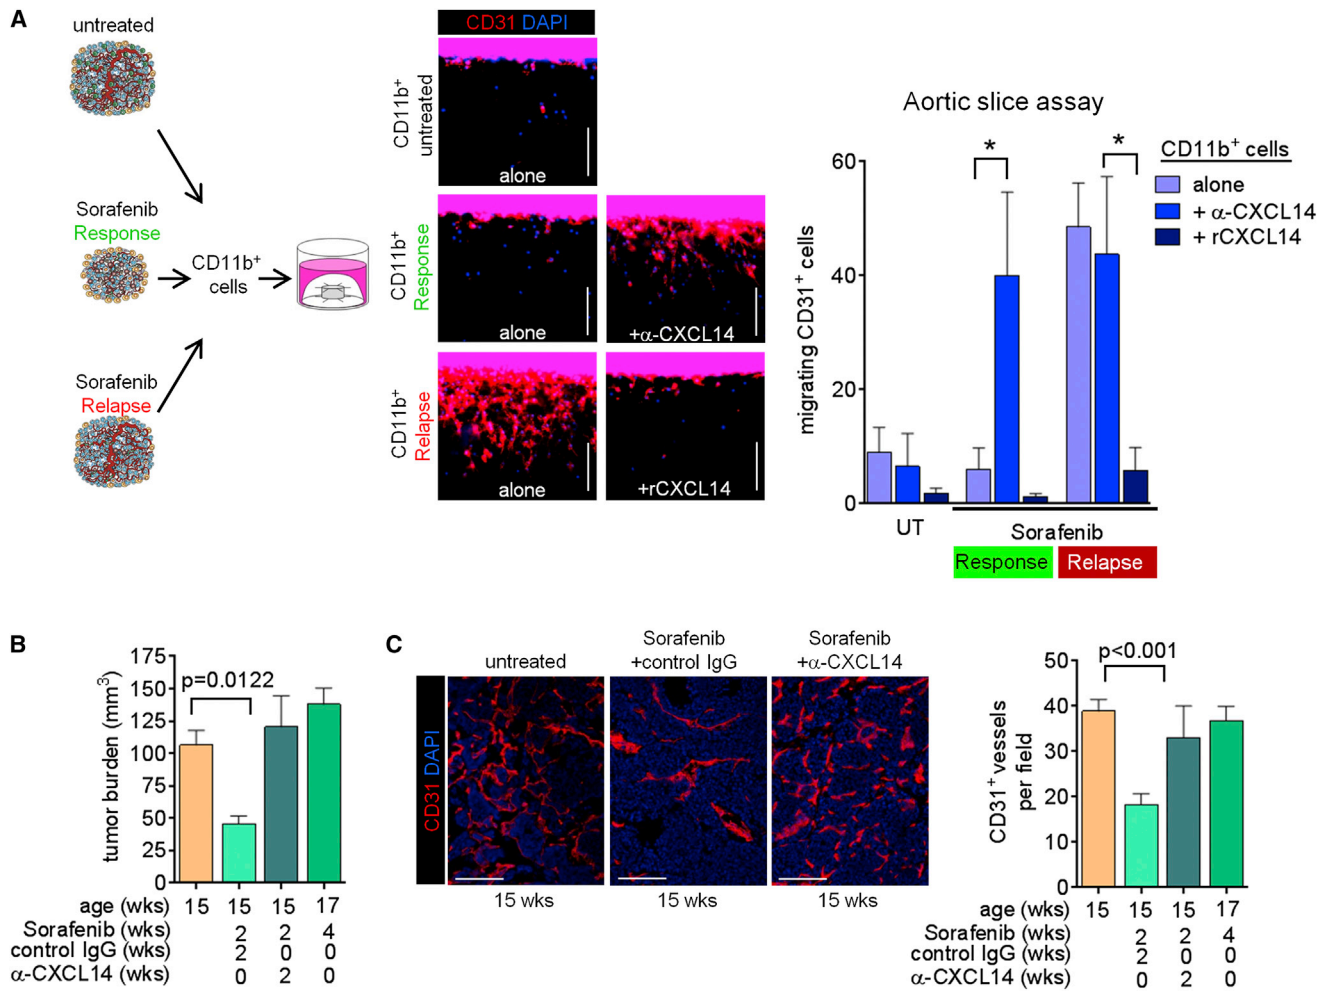 A
untreated
Sorafenib
Response
CD11b⁺
cells
Sorafenib
Relapse
CD31 DAPI
CD11b⁺
untreated
alone
CD11b⁺
Response
alone
+α-CXCL14
CD11b⁺
Relapse
alone
+rCXCL14
Aortic slice assay
migrating CD31⁺ cells
60
40
20
0
*
*
CD11b⁺ cells
alone
+ α-CXCL14
+ rCXCL14
UT
Sorafenib
Response
Relapse
B
tumor burden (mm³)
175
150
125
100
75
50
25
0
p=0.0122
age (wks) 15 15 15 17
Sorafenib (wks) 2 2 4
control IgG (wks) 2 0 0
α-CXCL14 (wks) 0 2 0
C
CD31 DAPI
untreated
Sorafenib
+control IgG
Sorafenib
+α-CXCL14
15 wks
15 wks
15 wks
CD31⁺ vessels
per field
50
40
30
20
10
0
p<0.001
age (wks) 15 15 15 17
Sorafenib (wks) 2 2 4
control IgG (wks) 2 0 0
α-CXCL14 (wks) 0 2 0